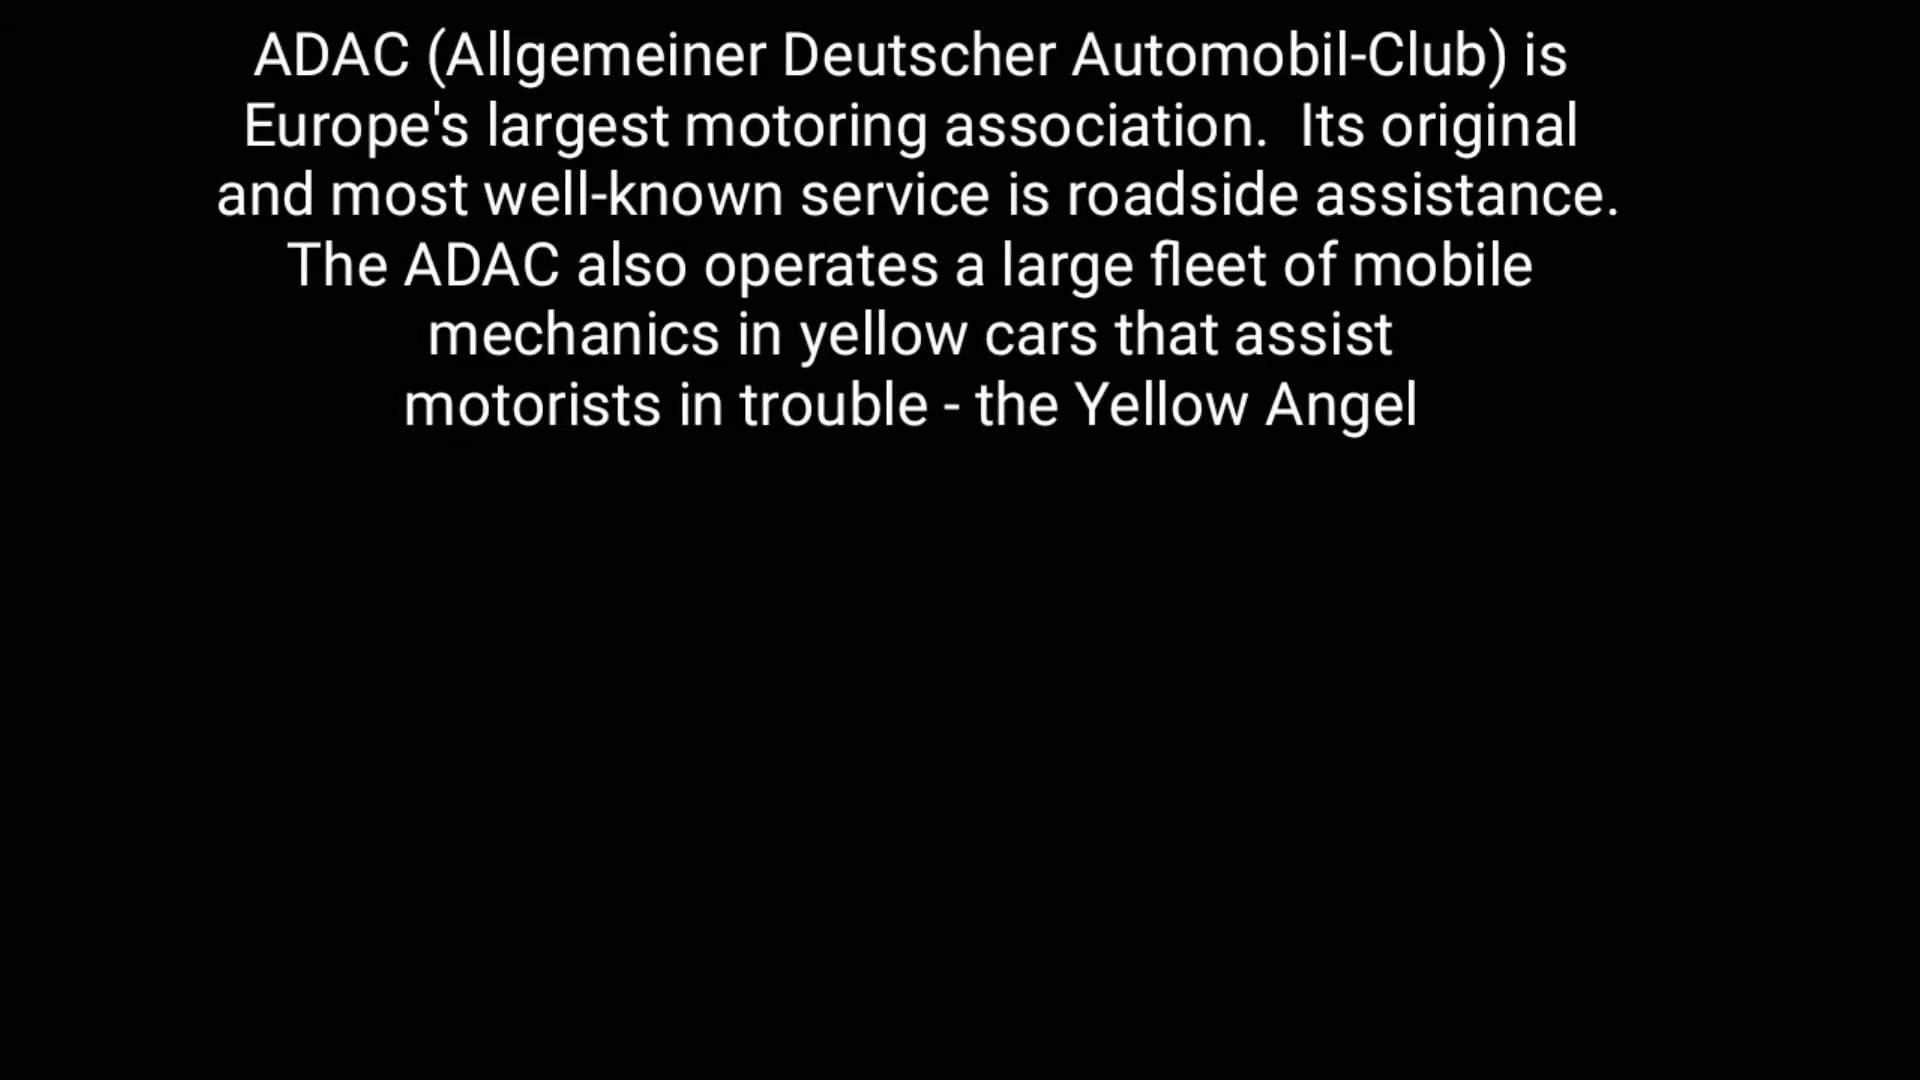 ADAC (Allgemeiner Deutscher Automobil-Club) is
Europe's largest motoring association.  Its original
and most well-known service is roadside assistance.
The ADAC also operates a large fleet of mobile
mechanics in yellow cars that assist
motorists in trouble - the Yellow Angel